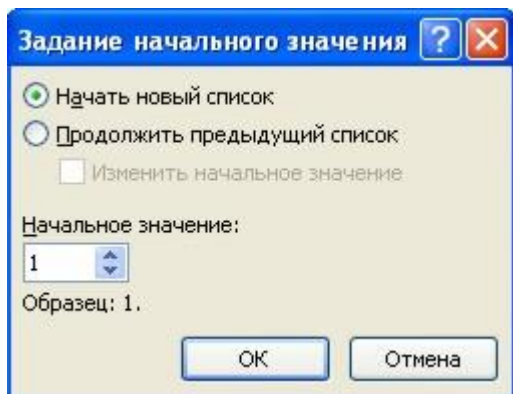 Задание начального значения
Начать новый список
Продолжить предыдущий список
Изменить начальное значение
Начальное значение:
1
Образец: 1.
ОК Отмена